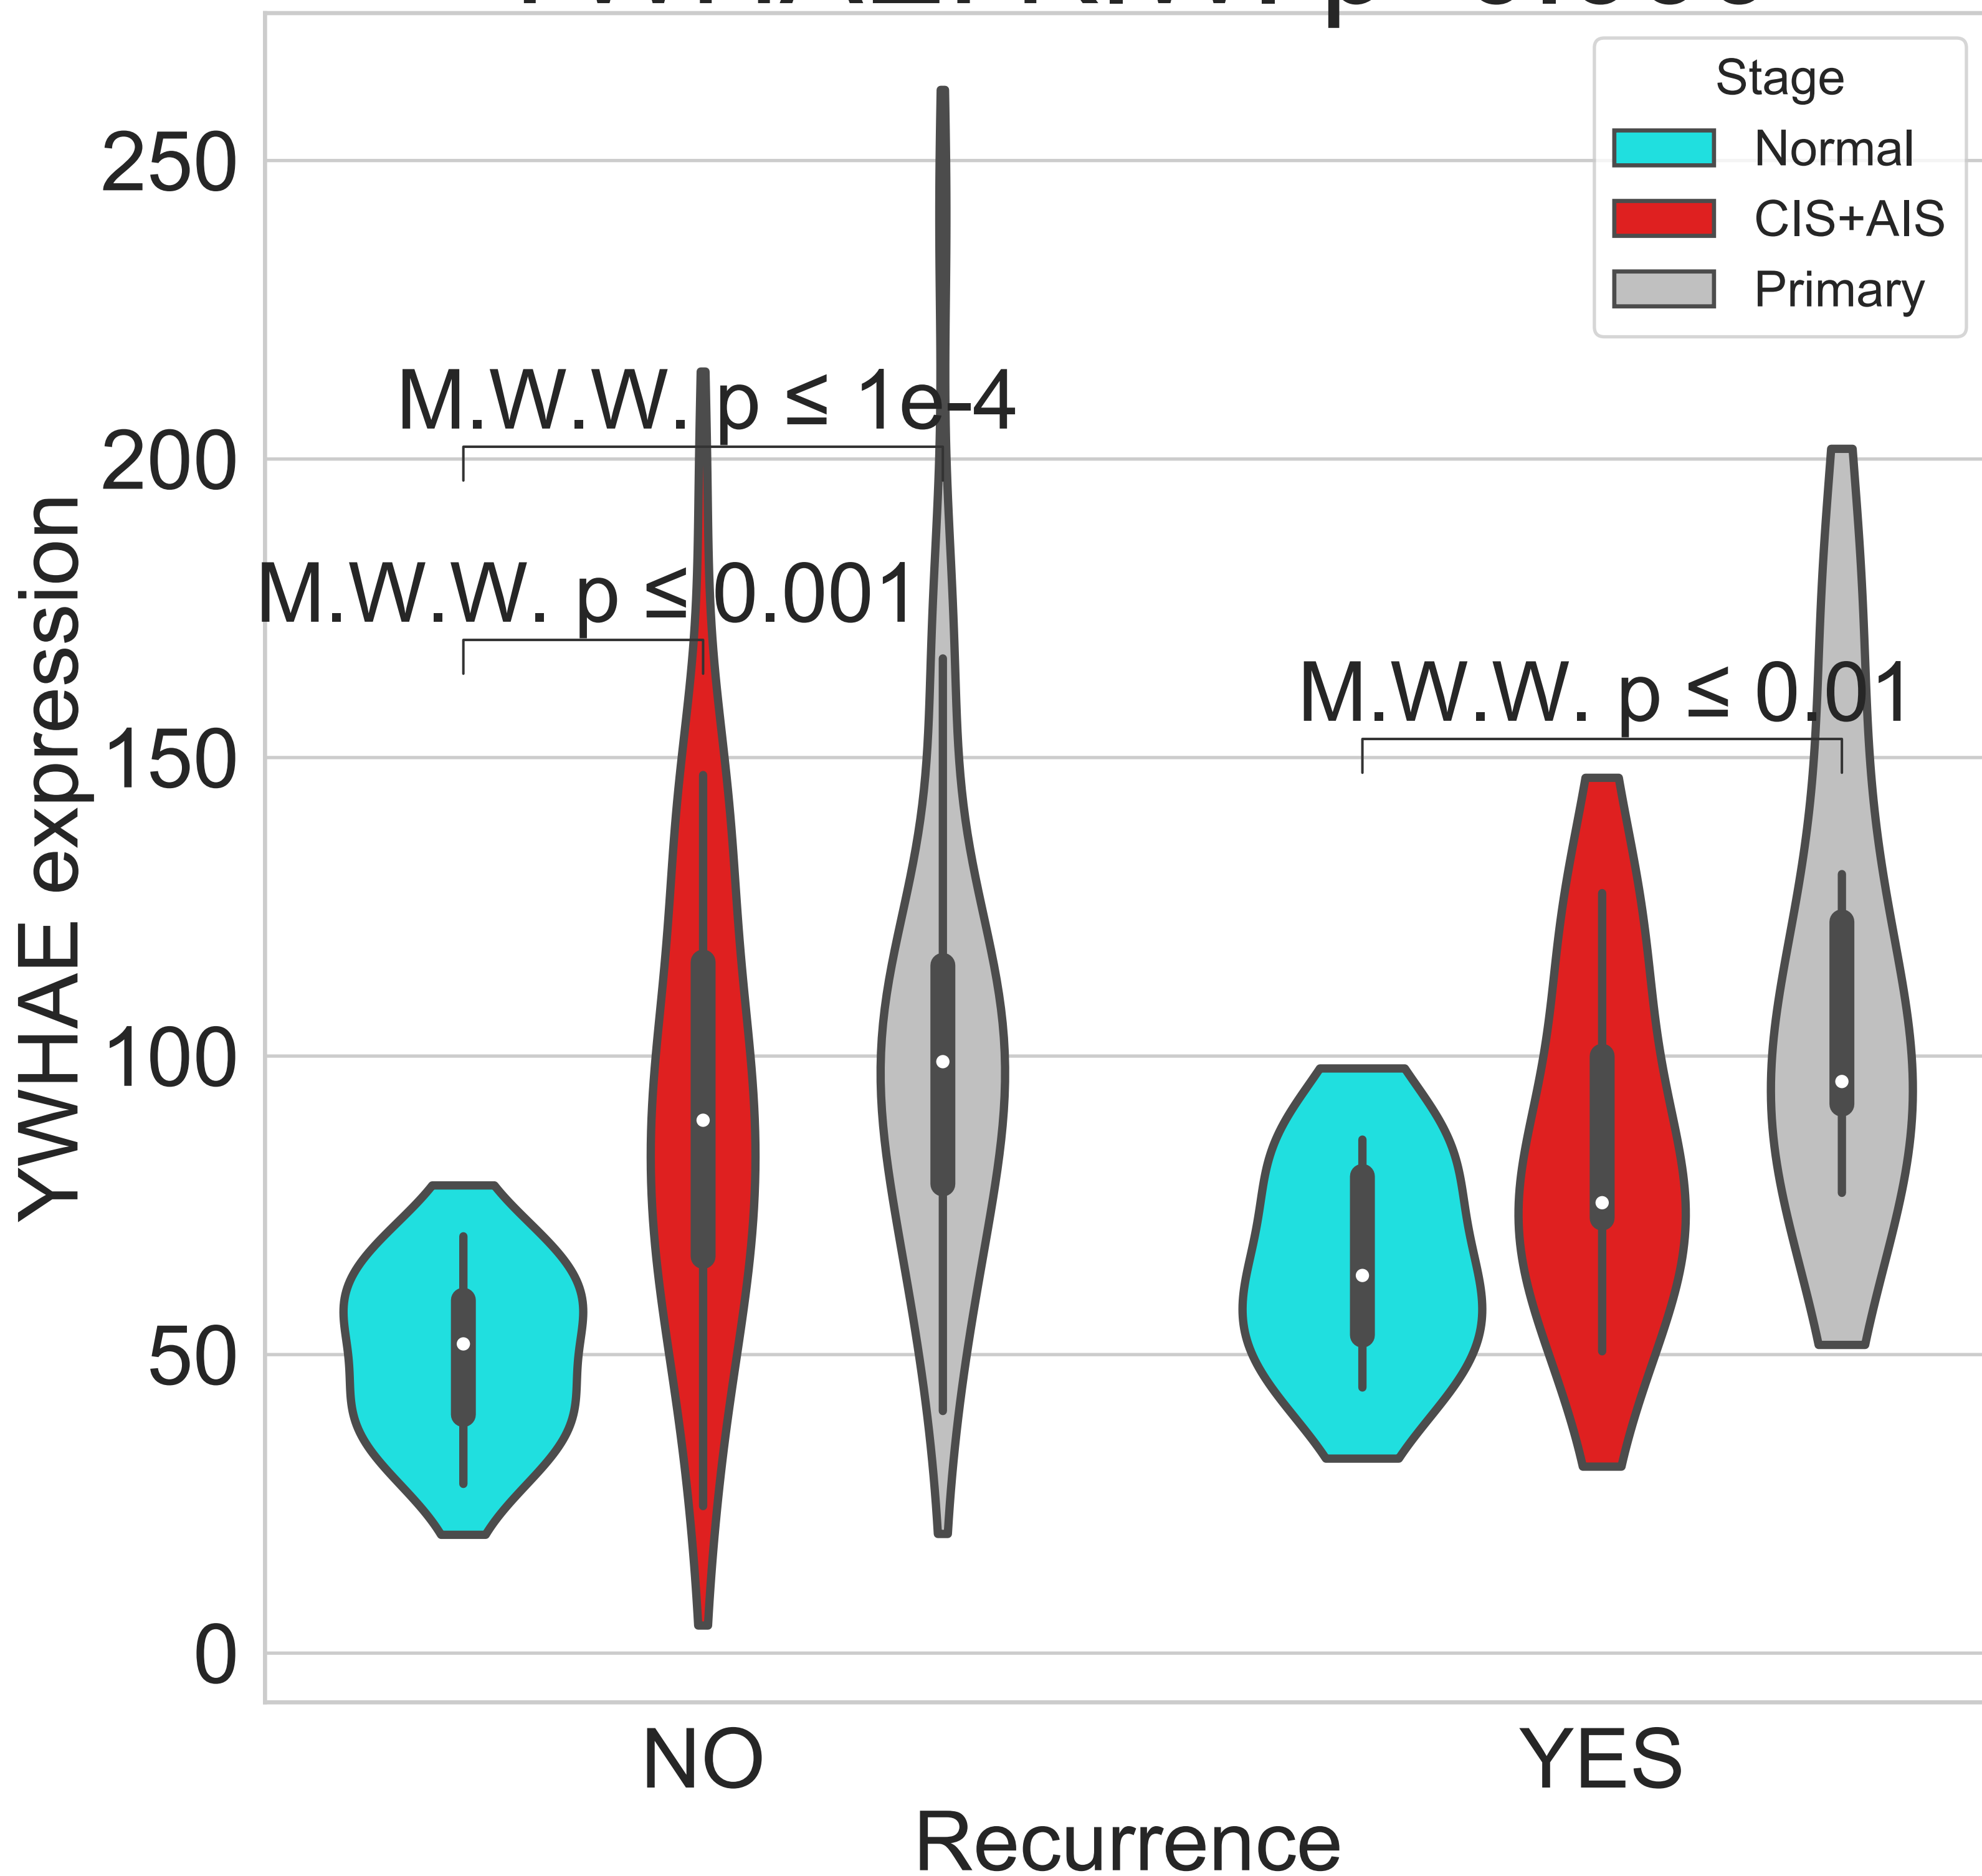 Stage
Normal
CIS+AIS
Primary
250
200
150
100
50
0
YWHAE expression
M.W.W. p ≤ 1e-4
M.W.W. p ≤ 0.001
M.W.W. p ≤ 0.01
NO
YES
Recurrence